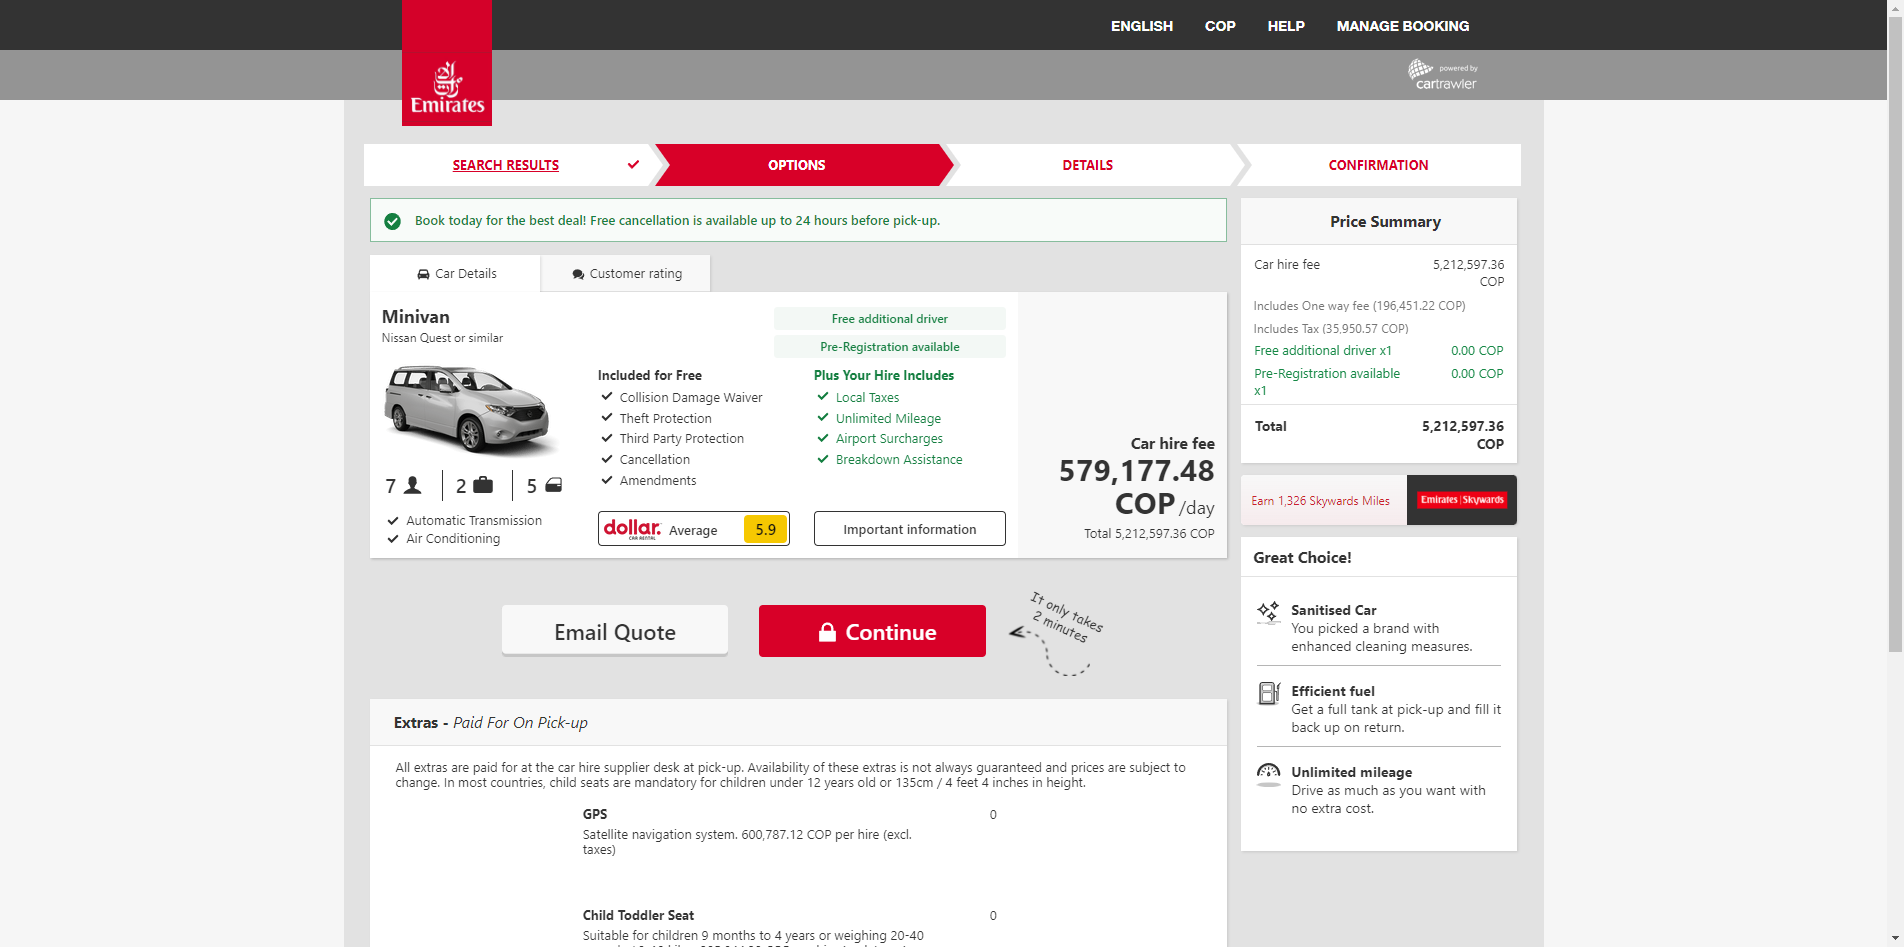 ENGLISH COP HELP MANAGE BOOKING
powered by
cartrawler
Emirates
SEARCH RESULTS OPTIONS DETAILS CONFIRMATION
Book today for the best deal! Free cancellation is available up to 24 hours before pick-up.
Car Details Customer rating
Minivan
Nissan Quest or similar
7 2 5
Automatic Transmission
Air Conditioning
Included for Free
Collision Damage Waiver
Theft Protection
Third Party Protection
Cancellation
Amendments
dollar.
CAR RENTAL
Average 5.9
Free additional driver
Pre-Registration available
Plus Your Hire Includes
Local Taxes
Unlimited Mileage
Airport Surcharges
Breakdown Assistance
Important information
Car hire fee
579,177.48
COP /day
Total 5,212,597.36 COP
Email Quote Continue
It only takes
2 minutes
Extras - Paid For On Pick-up
All extras are paid for at the car hire supplier desk at pick-up. Availability of these extras is not always guaranteed and prices are subject to
change. In most countries, child seats are mandatory for children under 12 years old or 135cm / 4 feet 4 inches in height.
GPS 0
Satellite navigation system. 600,787.12 COP per hire (excl.
taxes)
Child Toddler Seat 0
Suitable for children 9 months to 4 years or weighing 20-40
Price Summary
Car hire fee 5,212,597.36
COP
Includes One way fee (196,451.22 COP)
Includes Tax (35,950.57 COP)
Free additional driver x1 0.00 COP
Pre-Registration available 0.00 COP
x1
Total 5,212,597.36
COP
Earn 1,326 Skywards Miles Emirates | Skywards
Great Choice!
Sanitised Car
You picked a brand with
enhanced cleaning measures.
Efficient fuel
Get a full tank at pick-up and fill it
back up on return.
Unlimited mileage
Drive as much as you want with
no extra cost.